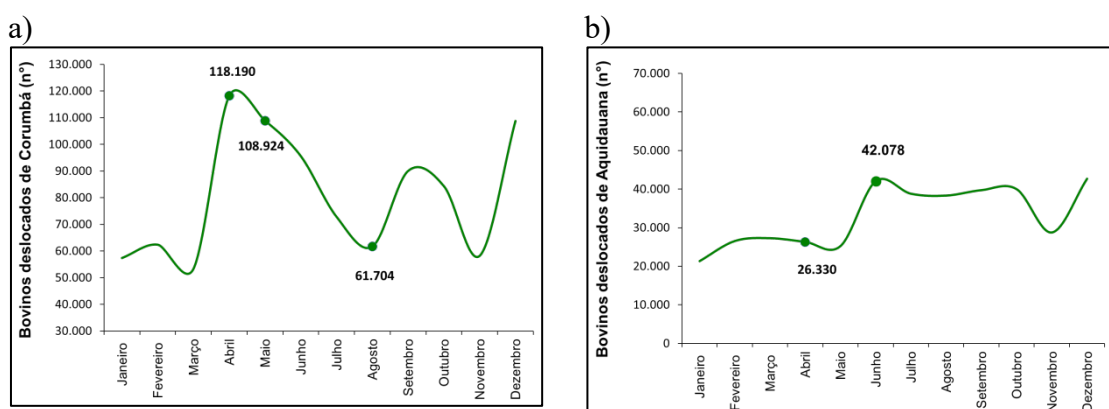 a)
Bovinos deslocados de Corumbá (n°)
130.000
120.000
110.000
100.000
90.000
80.000
70.000
60.000
50.000
40.000
30.000
118.190
108.924
61.704
Janeiro
Fevereiro
Março
Abril
Maio
Junho
Julho
Agosto
Setembro
Outubro
Novembro
Dezembro
b)
Bovinos deslocados de Aquidauana (n°)
70.000
60.000
50.000
40.000
30.000
20.000
10.000
0
42.078
26.330
Janeiro
Fevereiro
Março
Abril
Maio
Junho
Julho
Agosto
Setembro
Outubro
Novembro
Dezembro